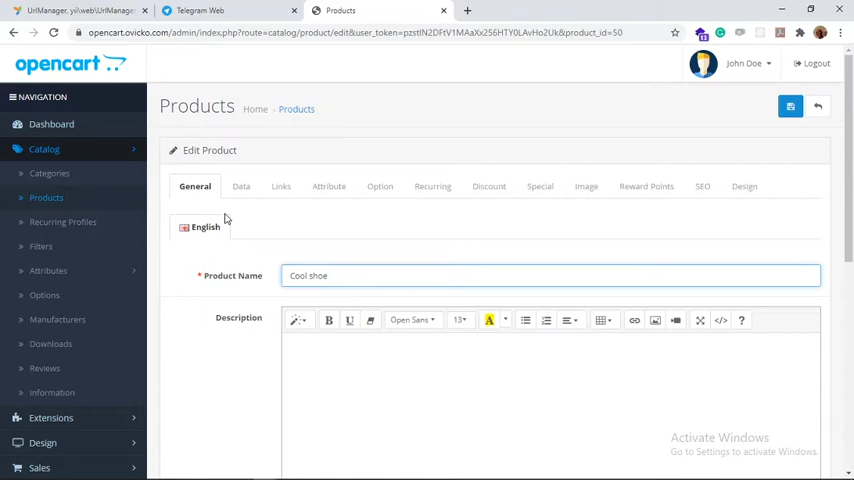 UrlManager, yii\web\UrlManager
Telegram Web
Products
opencart.ovicko.com/admin/index.php?route=catalog/product/edit&user_token=pzstIN2DFtV1MAaXx256HTY0LAvHo2Uk&product_id=50
opencart
John Doe
Logout
NAVIGATION
Dashboard
Catalog
Categories
Products
Recurring Profiles
Filters
Attributes
Options
Manufacturers
Downloads
Reviews
Information
Extensions
Design
Sales
Products
Home › Products
Edit Product
General Data Links Attribute Option Recurring Discount Special Image Reward Points SEO Design
English
* Product Name
Cool shoe
Description
B U Open Sans 13 A </> ?
Activate Windows
Go to Settings to activate Windows.